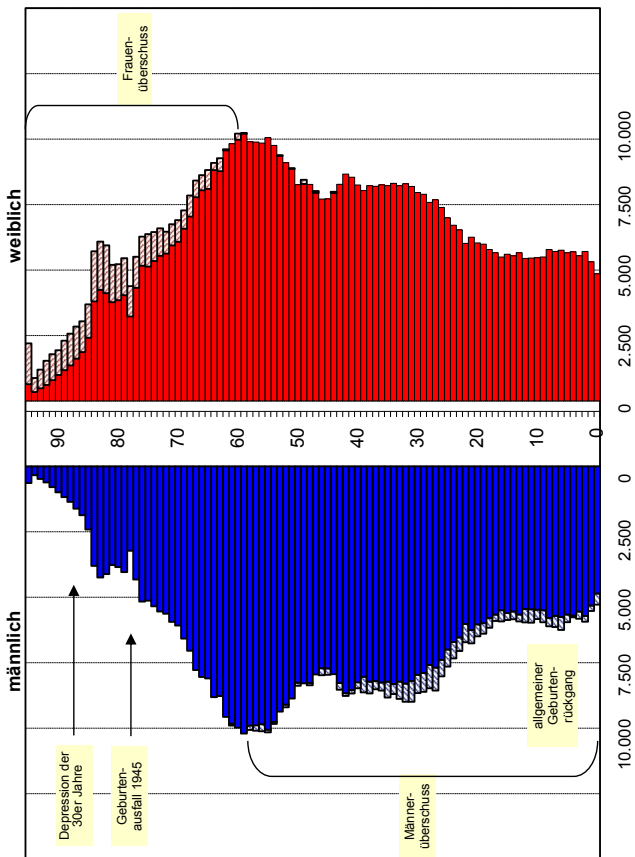 männlich
weiblich
Depression der
30er Jahre
Geburten-
ausfall 1945
Frauen-
überschuss
Männer-
überschuss
allgemeiner
Geburten-
rückgang
90
80
70
60
50
40
30
20
10
0
10.000
7.500
5.000
2.500
0
0
2.500
5.000
7.500
10.000